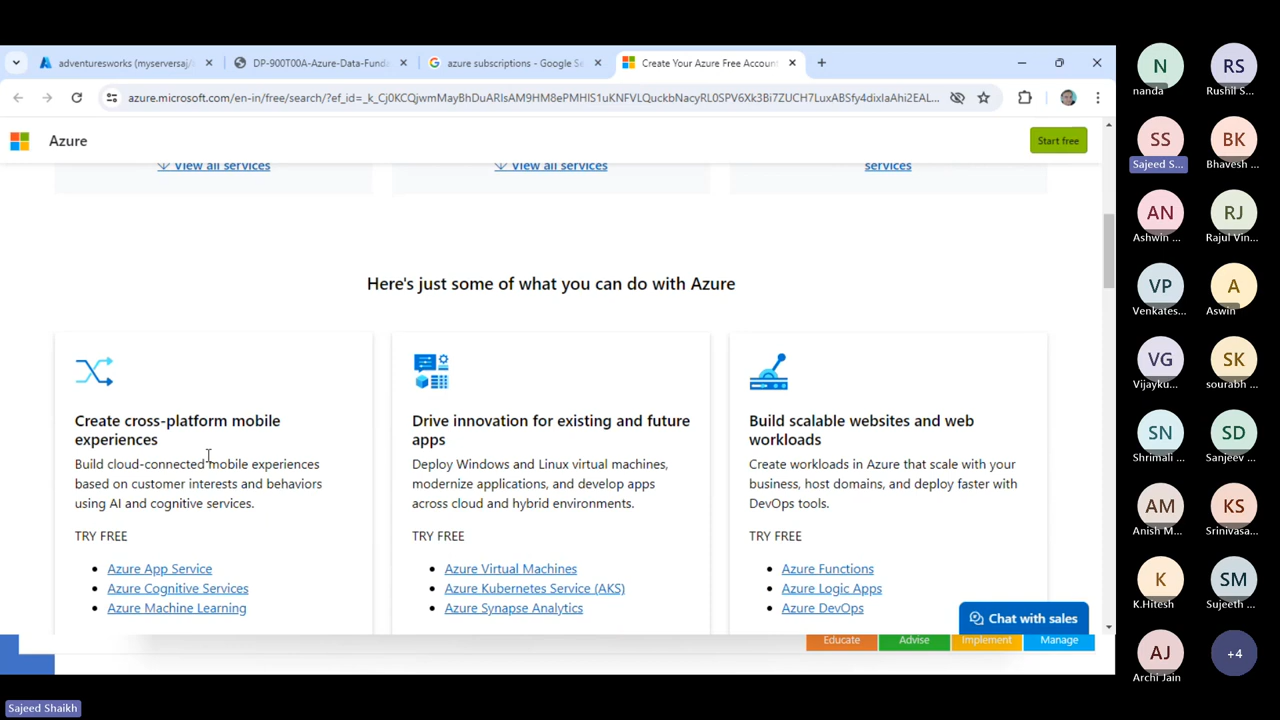 adventuresworks (myserversaj/
DP-900T00A-Azure-Data-Funda
azure subscriptions - Google Se
Create Your Azure Free Accoun
azure.microsoft.com/en-in/free/search/?ef_id=_k_Cj0KCQjwmMayBhDuARIsAM9HM8ePMHIS1uKNFVLQuckbNacyRL0SPV6Xk3Bi7ZUCH7LuxABSfy4dixIaAhi2EAL...
Azure
Start free
View all services
View all services
services
Here's just some of what you can do with Azure
Create cross-platform mobile
experiences
Build cloud-connected mobile experiences
based on customer interests and behaviors
using AI and cognitive services.
TRY FREE
Azure App Service
Azure Cognitive Services
Azure Machine Learning
Drive innovation for existing and future
apps
Deploy Windows and Linux virtual machines,
modernize applications, and develop apps
across cloud and hybrid environments.
TRY FREE
Azure Virtual Machines
Azure Kubernetes Service (AKS)
Azure Synapse Analytics
Build scalable websites and web
workloads
Create workloads in Azure that scale with your
business, host domains, and deploy faster with
DevOps tools.
TRY FREE
Azure Functions
Azure Logic Apps
Azure DevOps
Chat with sales
Educate
Advise
Implement
Manage
Sajeed Shaikh
N
nanda
RS
Rushil S...
SS
Sajeed S...
BK
Bhavesh ...
AN
Ashwin ...
RJ
Rajul Vin...
VP
Venkates...
A
Aswin
VG
Vijayku...
SK
sourabh ...
SN
Shrimali ...
SD
Sanjeev ...
AM
Anish M...
KS
Srinivasa...
K
K.Hitesh
SM
Sujeeth ...
AJ
Archi Jain
+4